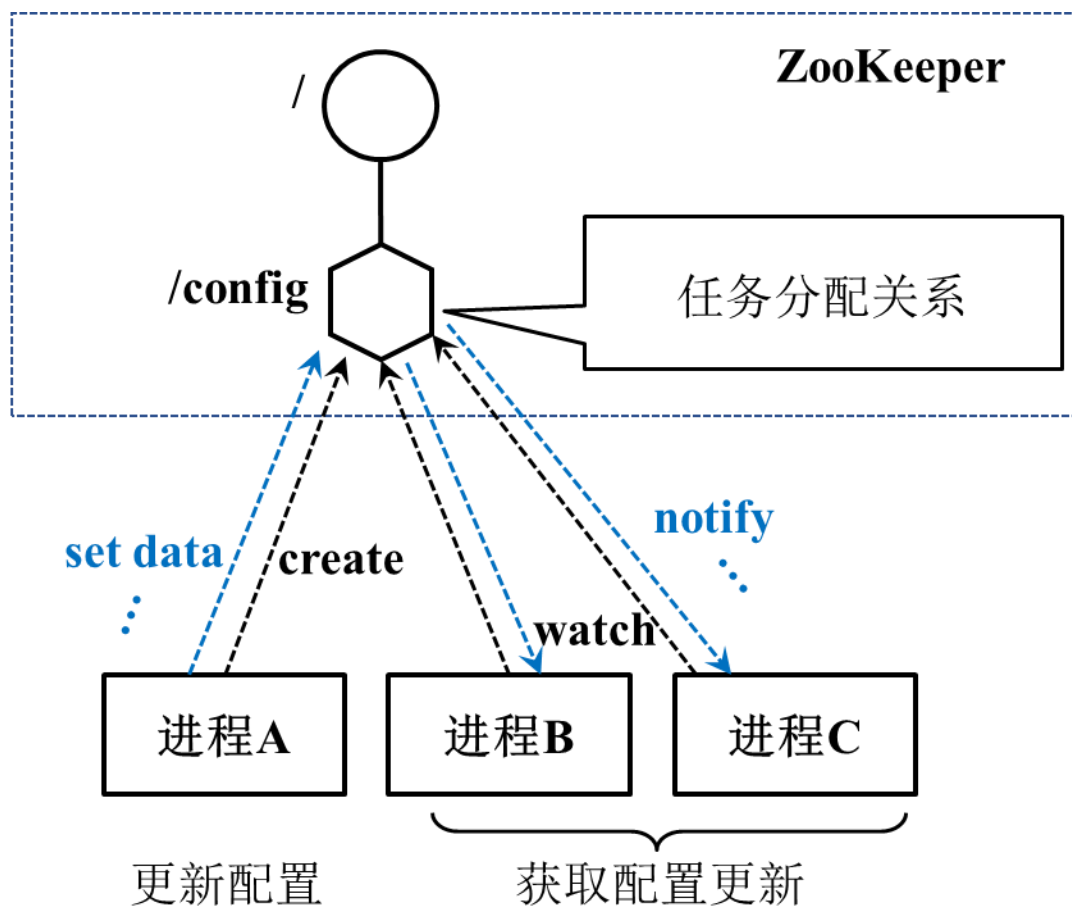 ZooKeeper
/
/config
任务分配关系
set data
create
notify
watch
进程A
进程B
进程C
更新配置
获取配置更新